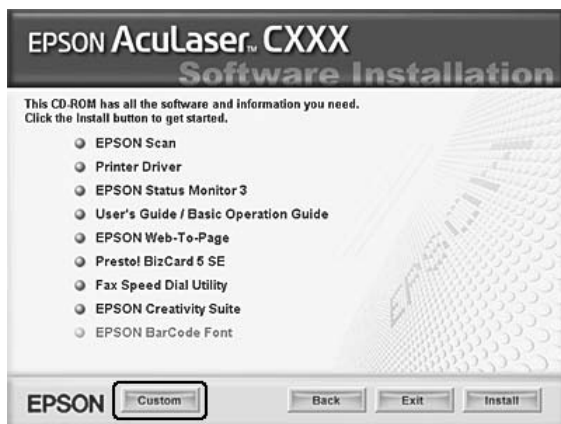 EPSON AcuLaser™ CXXX
Software Installation
This CD-ROM has all the software and information you need.
Click the Install button to get started.
EPSON Scan
Printer Driver
EPSON Status Monitor 3
User's Guide / Basic Operation Guide
EPSON Web-To-Page
Presto! BizCard 5 SE
Fax Speed Dial Utility
EPSON Creativity Suite
EPSON BarCode Font
EPSON
EPSON Custom Back Exit Install